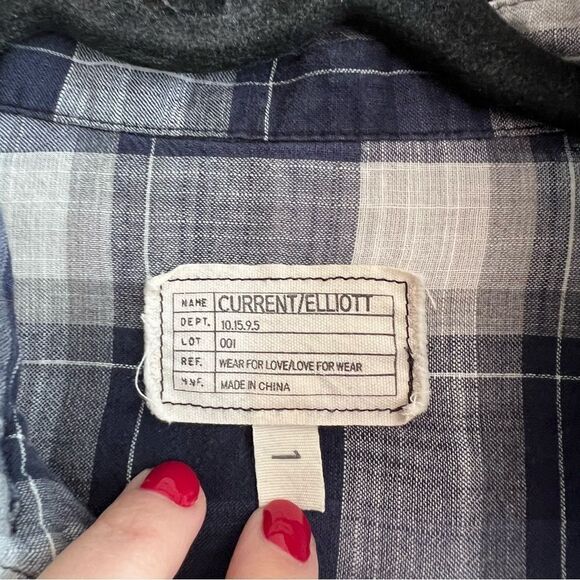 NAME CURRENT/ELLIOTT
DEPT. 10.15.9.5
LOT 001
REF. WEAR FOR LOVE/LOVE FOR WEAR
MNF. MADE IN CHINA
1